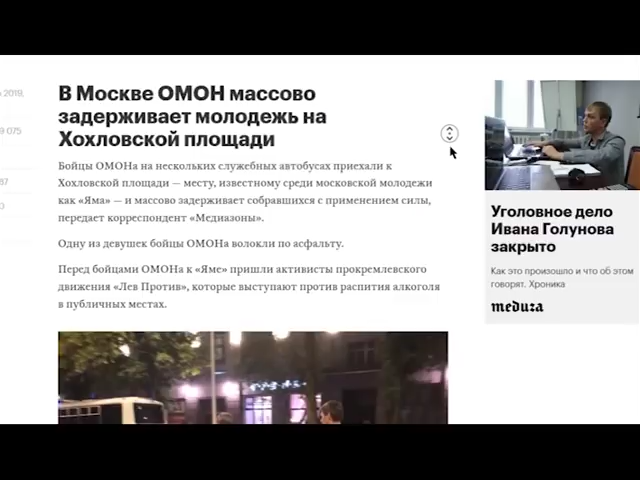 2019,
9 075
В Москве ОМОН массово
задерживает молодежь на
Хохловской площади
Бойцы ОМОНа на нескольких служебных автобусах приехали к
Хохловской площади — месту, известному среди московской молодежи
как «Яма» — и массово задерживает собравшихся с применением силы,
передает корреспондент «Медиазоны».
Одну из девушек бойцы ОМОНа волокли по асфальту.
Перед бойцами ОМОНа к «Яме» пришли активисты прокремлевского
движения «Лев Против», которые выступают против распития алкоголя
в публичных местах.
Уголовное дело
Ивана Голунова
закрыто
Как это произошло и что об этом
говорят. Хроника
meduza